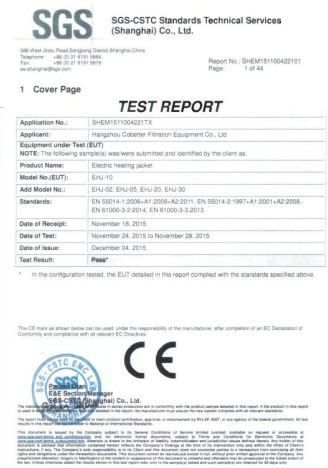 SGS
SGS-CSTC Standards Technical Services
(Shanghai) Co., Ltd.
588 West Jindu Road,Songjiang District,Shanghai,China
Telephone: +86 (0) 21 6191 5666
Fax: +86 (0) 21 6191 5678
ee.shanghai@sgs.com
Report No.: SHEM151100422101
Page: 1 of 44
1 Cover Page
TEST REPORT
Application No.: SHEM1511004221TX
Applicant: Hangzhou Cobetter Filtration Equipment Co., Ltd
Equipment under Test (EUT)
NOTE: The following sample(s) was/were submitted and identified by the client as.
Product Name: Electric heating jacket
Model No.(EUT): EHJ-10
Add Model No.: EHJ-02, EHJ-05, EHJ-20, EHJ-30
Standards: EN 55014-1:2006+A1:2009+A2:2011, EN 55014-2:1997+A1:2001+A2:2008,
EN 61000-3-2:2014, EN 61000-3-3:2013
Date of Receipt: November 18, 2015
Date of Test: November 24, 2015 to November 28, 2015
Date of Issue: December 04, 2015
Test Result: Pass*
* In the configuration tested, the EUT detailed in this report complied with the standards specified above.
The CE mark as shown below can be used, under the responsibility of the manufacturer, after completion of an EC Declaration of
Conformity and compliance with all relevant EC Directives.
CE
Zhan
E&E Section Manager
SGS-CSTC (Shanghai) Co., Ltd.